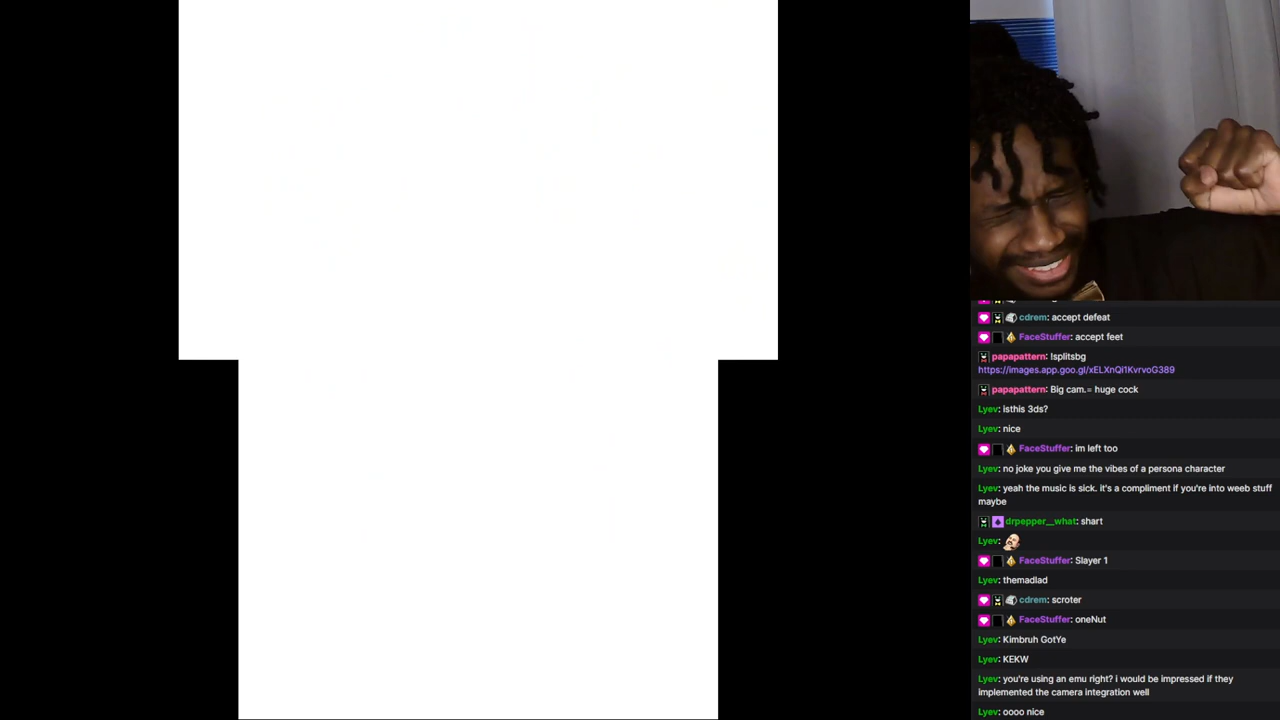 cdrem: accept defeat
FaceStuffer: accept feet
papapattern: !splitsbg
https://images.app.goo.gl/xELXnQi1KvrvoG389
papapattern: Big cam.= huge cock
Lyev: isthis 3ds?
Lyev: nice
FaceStuffer: im left too
Lyev: no joke you give me the vibes of a persona character
Lyev: yeah the music is sick. it's a compliment if you're into weeb stuff
maybe
drpepper__what: shart
Lyev:
FaceStuffer: Slayer 1
Lyev: themadlad
cdrem: scroter
FaceStuffer: oneNut
Lyev: Kimbruh GotYe
Lyev: KEKW
Lyev: you're using an emu right? i would be impressed if they
implemented the camera integration well
Lyev: oooo nice